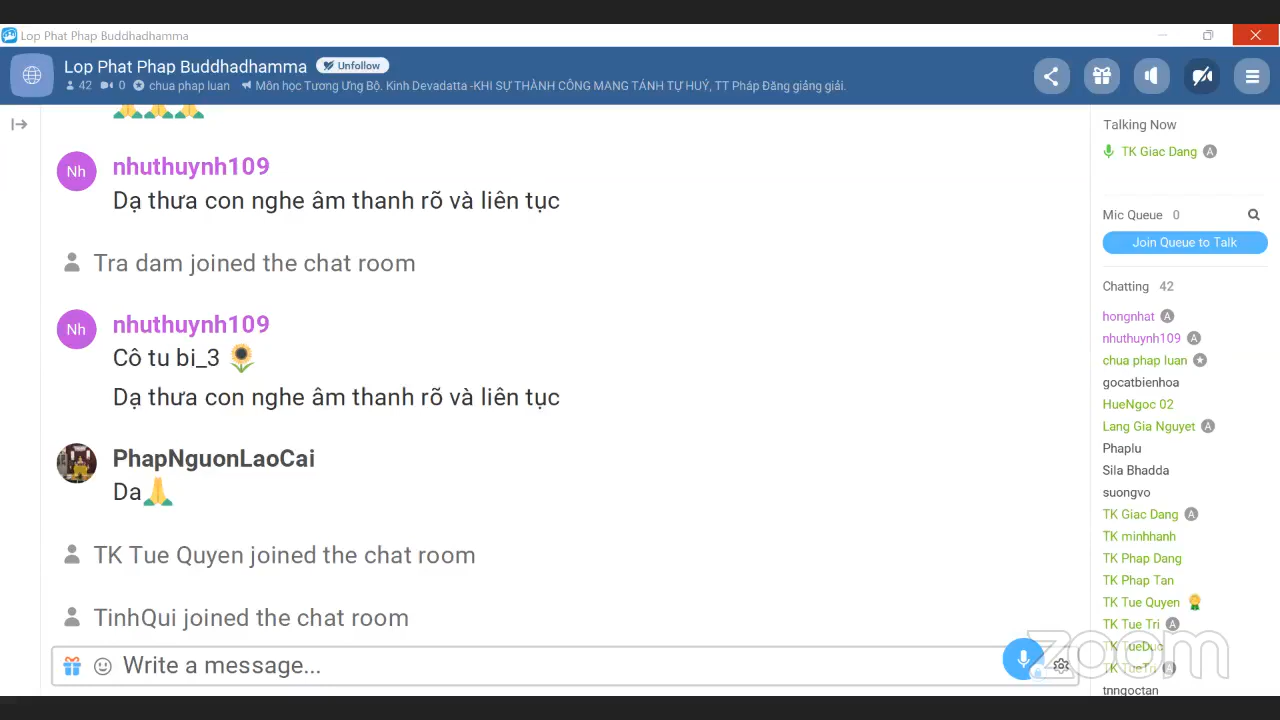 Lop Phat Phap Buddhadhamma
Lop Phat Phap Buddhadhamma Unfollow
42 0 chua pháp luan Môn học Tương Ưng Bộ. Kinh Devadatta -KHI SỰ THÀNH CÔNG MANG TÁNH TỰ HUỶ, TT Pháp Đăng giảng giải.
nhuthuynh109
Nh
Dạ thưa con nghe âm thanh rõ và liên tục
Tra dam joined the chat room
nhuthuynh109
Nh
Cô tu bi_3 🌻
Dạ thưa con nghe âm thanh rõ và liên tục
PhapNguonLaoCai
Da🙏
TK Tue Quyen joined the chat room
TinhQui joined the chat room
Write a message...
Talking Now
TK Giac Dang A
Mic Queue 0
Join Queue to Talk
Chatting 42
hongnhat A
nhuthuynh109 A
chua phap luan
gocatbienhoa
HueNgoc 02
Lang Gia Nguyet A
Phaplu
Sila Bhadda
suongvo
TK Giac Dang A
TK minhhanh
TK Phap Dang
TK Phap Tan
TK Tue Quyen
TK Tue Tri A
TK TueDuc
TK TueTri A
tnngoctan
zoom